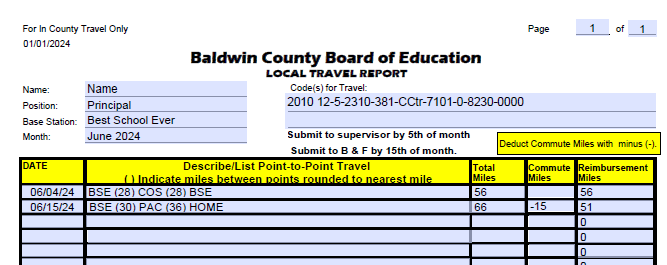 For In County Travel Only
Page 1 of 1
01/01/2024
Baldwin County Board of Education
LOCAL TRAVEL REPORT
Name: Name
Code(s) for Travel:
Position: Principal
2010 12-5-2310-381-CCtr-7101-0-8230-0000
Base Station: Best School Ever
Month: June 2024
Submit to supervisor by 5th of month
Submit to B & F by 15th of month.
Deduct Commute Miles with minus (-).
DATE Describe/List Point-to-Point Travel Total Commute Reimbursement
( ) Indicate miles between points rounded to nearest mile Miles Miles Miles
06/04/24 BSE (28) COS (28) BSE 56 56
06/15/24 BSE (30) PAC (36) HOME 66 -15 51
0
0
0